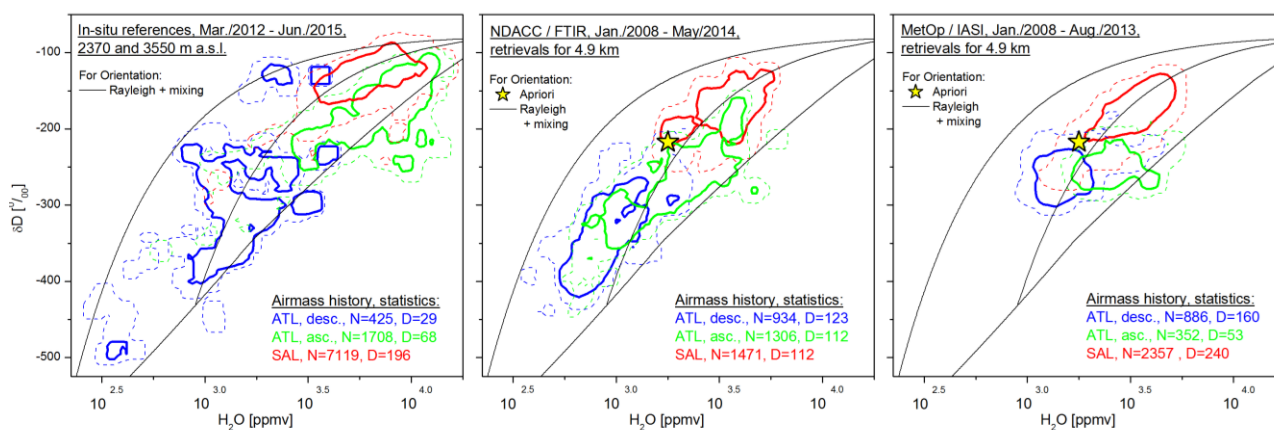 In-situ references, Mar./2012 - Jun./2015,
2370 and 3550 m a.s.l.
For Orientation:
Rayleigh + mixing
Airmass history, statistics:
ATL, desc., N=425, D=29
ATL, asc., N=1708, D=68
SAL, N=7119, D=196
NDACC / FTIR, Jan./2008 - May/2014,
retrievals for 4.9 km
For Orientation:
Apriori
Rayleigh
+ mixing
Airmass history, statistics:
ATL, desc., N=934, D=123
ATL, asc., N=1306, D=112
SAL, N=1471, D=112
MetOp / IASI, Jan./2008 - Aug./2013,
retrievals for 4.9 km
For Orientation:
Apriori
Rayleigh
+ mixing
Airmass history, statistics:
ATL, desc., N=886, D=160
ATL, asc., N=352, D=53
SAL, N=2357 , D=240
-100
-200
-300
-400
-500
δD [⁰/₀₀]
10^2.5 10^3.0 10^3.5 10^4.0
H₂O [ppmv]
10^2.5 10^3.0 10^3.5 10^4.0
H₂O [ppmv]
10^2.5 10^3.0 10^3.5 10^4.0
H₂O [ppmv]